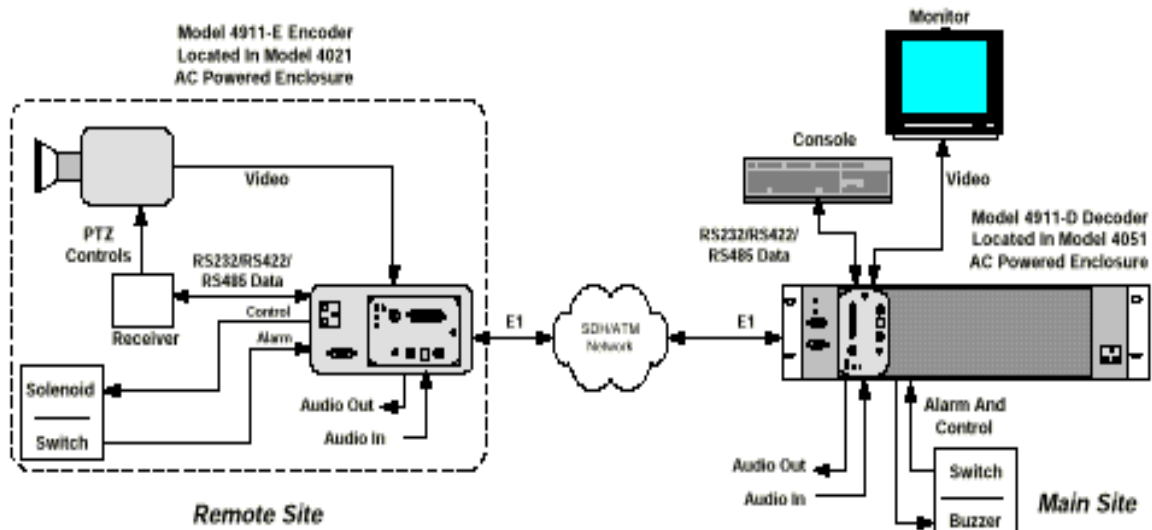 Model 4911-E Encoder
Located In Model 4021
AC Powered Enclosure
Video
PTZ
Controls
RS232/RS422/
RS485 Data
Receiver
Control
Alarm
Solenoid
Switch
Audio Out
Audio In
Remote Site
E1
SDH/ATM
Network
E1
Monitor
Console
Video
RS232/RS422/
RS485 Data
Model 4911-D Decoder
Located In Model 4051
AC Powered Enclosure
Alarm And
Control
Audio Out
Audio In
Switch
Buzzer
Main Site